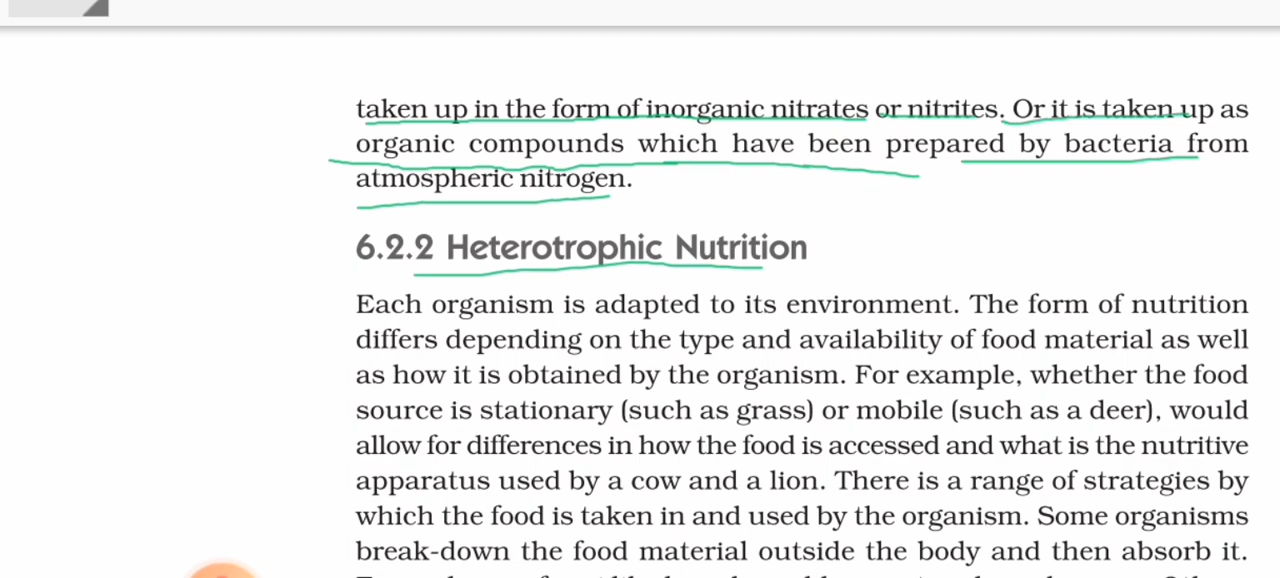 taken up in the form of inorganic nitrates or nitrites. Or it is taken up as
organic compounds which have been prepared by bacteria from
atmospheric nitrogen.
6.2.2 Heterotrophic Nutrition
Each organism is adapted to its environment. The form of nutrition
differs depending on the type and availability of food material as well
as how it is obtained by the organism. For example, whether the food
source is stationary (such as grass) or mobile (such as a deer), would
allow for differences in how the food is accessed and what is the nutritive
apparatus used by a cow and a lion. There is a range of strategies by
which the food is taken in and used by the organism. Some organisms
break-down the food material outside the body and then absorb it.